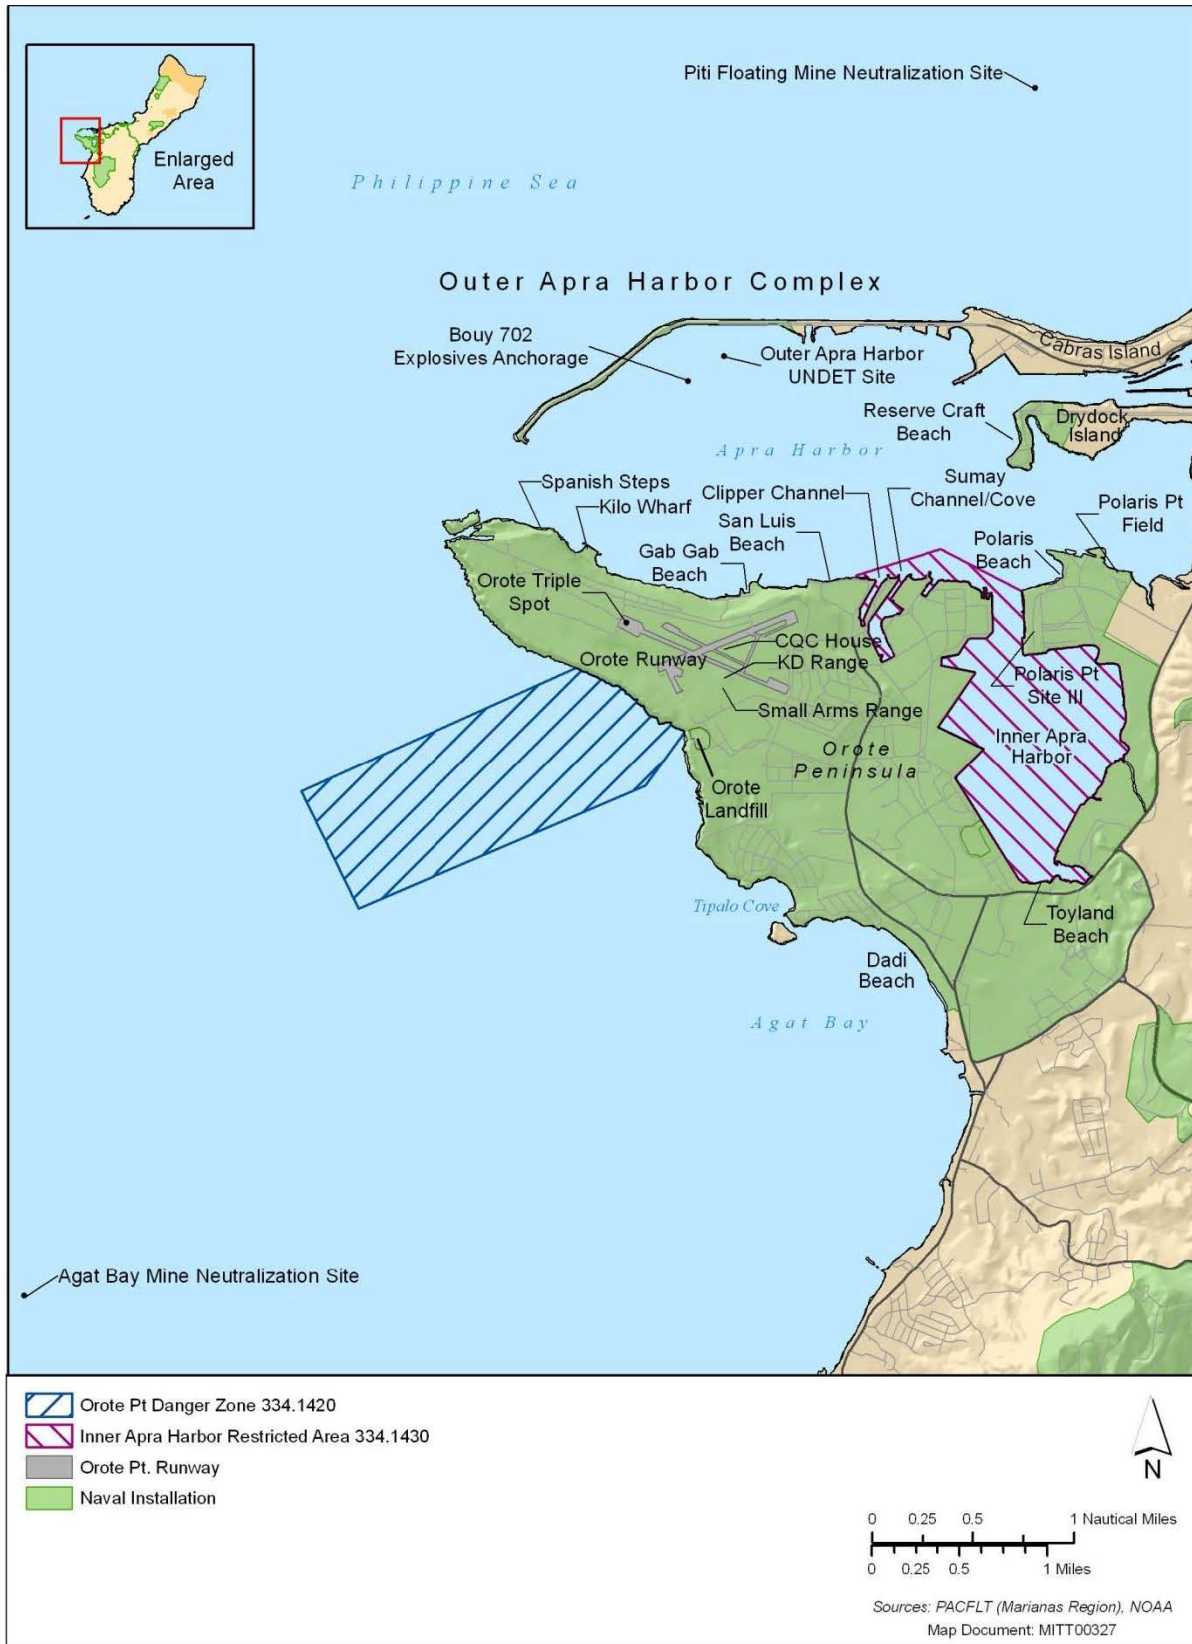 Piti Floating Mine Neutralization Site
Enlarged
Area
Philippine Sea
Outer Apra Harbor Complex
Bouy 702
Explosives Anchorage
Outer Apra Harbor
UNDET Site
Cabras Island
Reserve Craft
Beach
Drydock
Island
Apra Harbor
Spanish Steps
Kilo Wharf
Clipper Channel
Sumay
Channel/Cove
San Luis
Beach
Polaris Pt
Field
Polaris
Beach
Gab Gab
Beach
Orote Triple
Spot
CQC House
Orote Runway
KD Range
Polaris Pt
Site III
Small Arms Range
Orote
Peninsula
Inner Apra
Harbor
Orote
Landfill
Tipalo Cove
Toyland
Beach
Dadi
Beach
Agat Bay
Agat Bay Mine Neutralization Site
Orote Pt Danger Zone 334.1420
Inner Apra Harbor Restricted Area 334.1430
Orote Pt. Runway
Naval Installation
N
0 0.25 0.5 1 Nautical Miles
0 0.25 0.5 1 Miles
Sources: PACFLT (Marianas Region), NOAA
Map Document: MITT00327